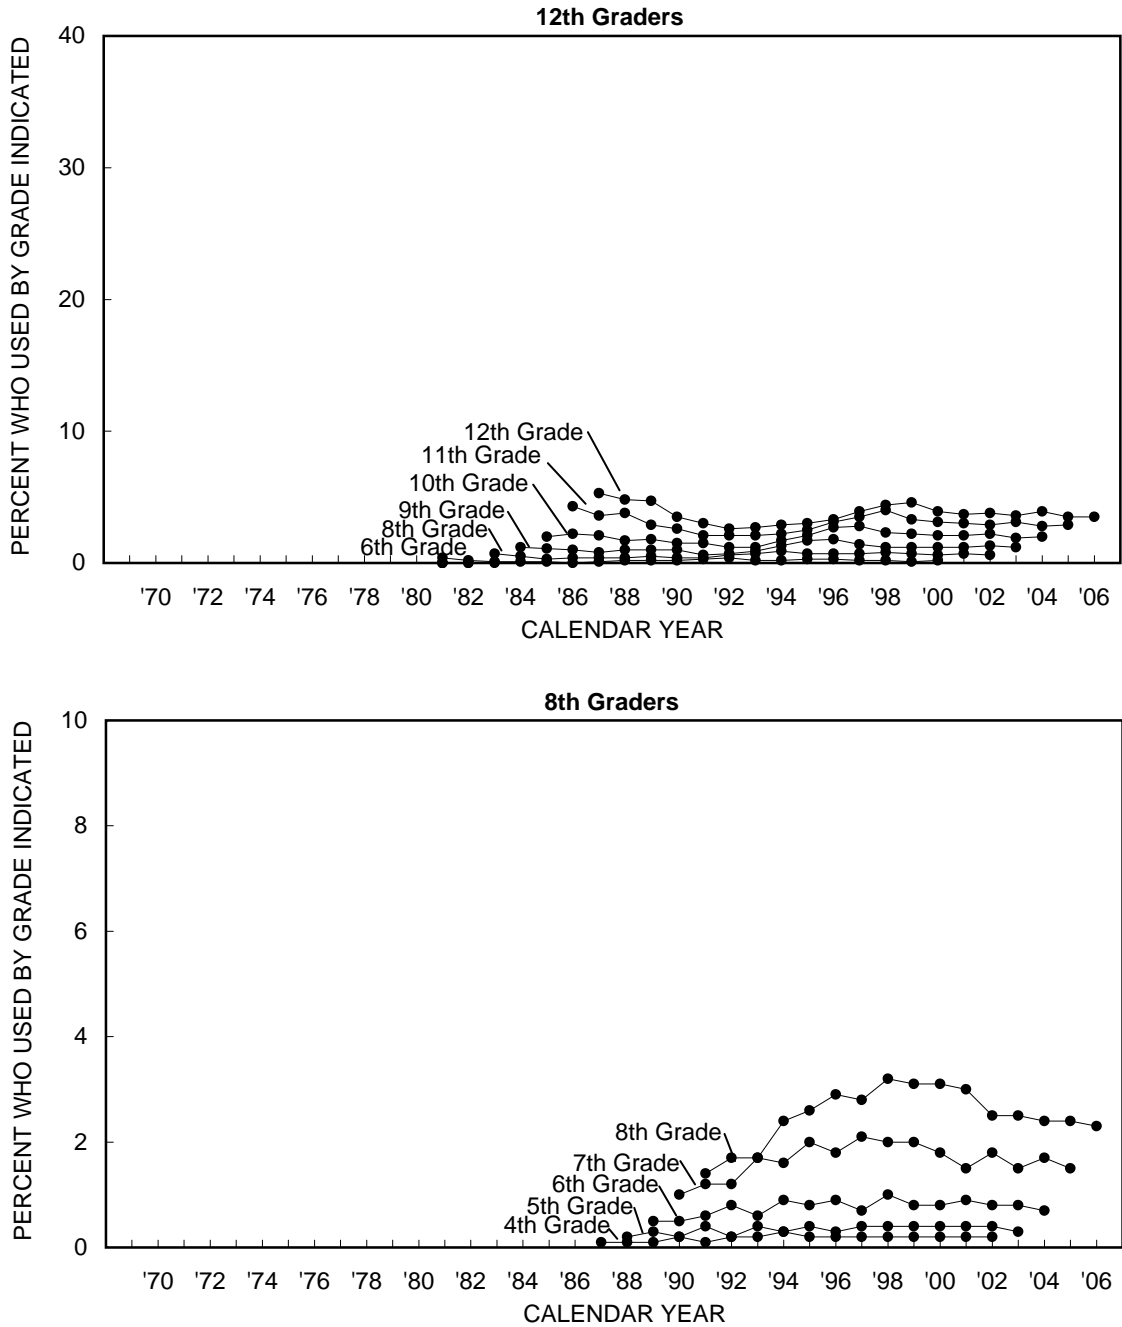 12th Graders
PERCENT WHO USED BY GRADE INDICATED
40
30
20
10
0
12th Grade
11th Grade
10th Grade
9th Grade
8th Grade
6th Grade
'70 '72 '74 '76 '78 '80 '82 '84 '86 '88 '90 '92 '94 '96 '98 '00 '02 '04 '06
CALENDAR YEAR
8th Graders
PERCENT WHO USED BY GRADE INDICATED
10
8
6
4
2
0
8th Grade
7th Grade
6th Grade
5th Grade
4th Grade
'70 '72 '74 '76 '78 '80 '82 '84 '86 '88 '90 '92 '94 '96 '98 '00 '02 '04 '06
CALENDAR YEAR